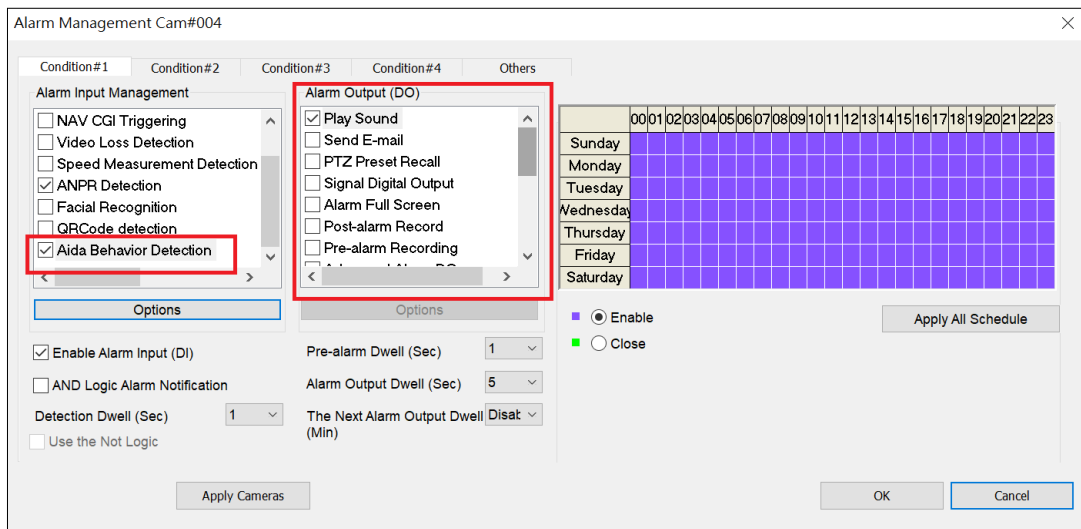 Alarm Management Cam#004
Condition#1 Condition#2 Condition#3 Condition#4 Others
Alarm Input Management
NAV CGI Triggering
Video Loss Detection
Speed Measurement Detection
ANPR Detection
Facial Recognition
QRCode detection
Aida Behavior Detection
Options
Enable Alarm Input (DI)
AND Logic Alarm Notification
Detection Dwell (Sec) 1
Use the Not Logic
Alarm Output (DO)
Play Sound
Send E-mail
PTZ Preset Recall
Signal Digital Output
Alarm Full Screen
Post-alarm Record
Pre-alarm Recording
Options
Pre-alarm Dwell (Sec) 1
Alarm Output Dwell (Sec) 5
The Next Alarm Output Dwell Disat
(Min)
00 01 02 03 04 05 06 07 08 09 10 11 12 13 14 15 16 17 18 19 20 21 22 23
Sunday
Monday
Tuesday
Wednesday
Thursday
Friday
Saturday
Enable
Close
Apply All Schedule
Apply Cameras
OK
Cancel